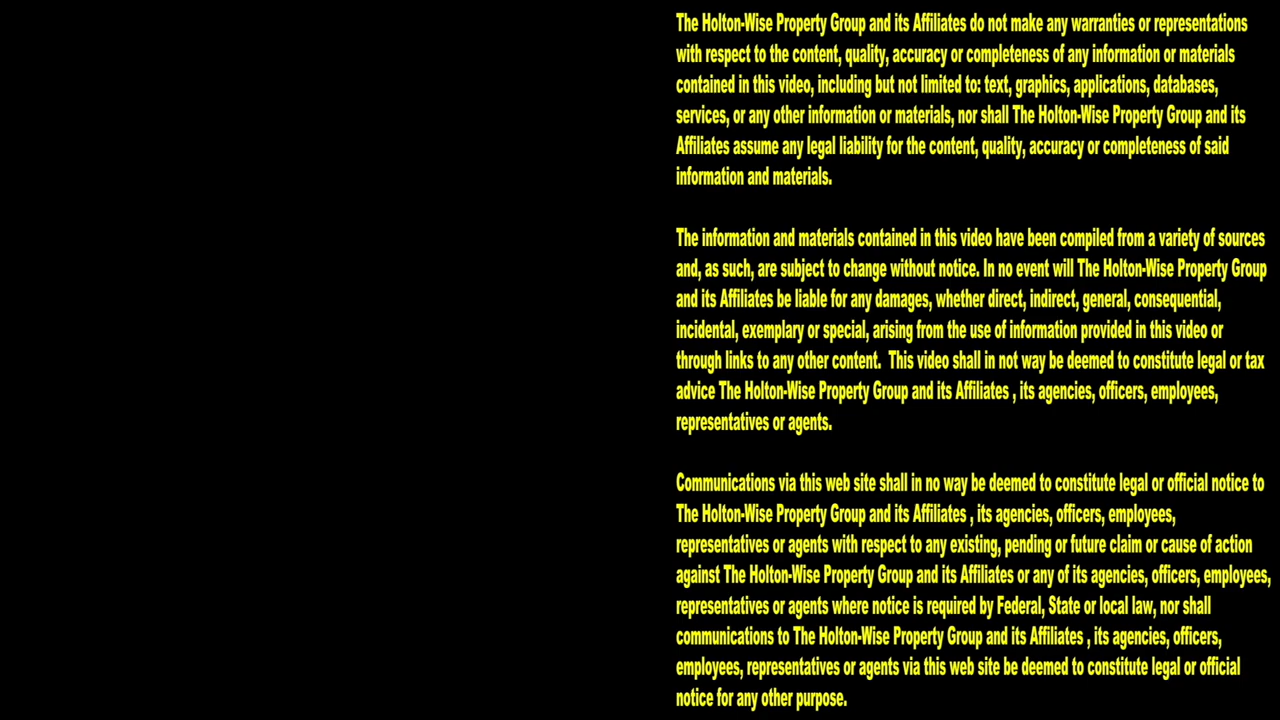 The Holton-Wise Property Group and its Affiliates do not make any warranties or representations
with respect to the content, quality, accuracy or completeness of any information or materials
contained in this video, including but not limited to: text, graphics, applications, databases,
services, or any other information or materials, nor shall The Holton-Wise Property Group and its
Affiliates assume any legal liability for the content, quality, accuracy or completeness of said
information and materials.
The information and materials contained in this video have been compiled from a variety of sources
and, as such, are subject to change without notice. In no event will The Holton-Wise Property Group
and its Affiliates be liable for any damages, whether direct, indirect, general, consequential,
incidental, exemplary or special, arising from the use of information provided in this video or
through links to any other content.  This video shall in not way be deemed to constitute legal or tax
advice The Holton-Wise Property Group and its Affiliates , its agencies, officers, employees,
representatives or agents.
Communications via this web site shall in no way be deemed to constitute legal or official notice to
The Holton-Wise Property Group and its Affiliates , its agencies, officers, employees,
representatives or agents with respect to any existing, pending or future claim or cause of action
against The Holton-Wise Property Group and its Affiliates or any of its agencies, officers, employees,
representatives or agents where notice is required by Federal, State or local law, nor shall
communications to The Holton-Wise Property Group and its Affiliates , its agencies, officers,
employees, representatives or agents via this web site be deemed to constitute legal or official
notice for any other purpose.